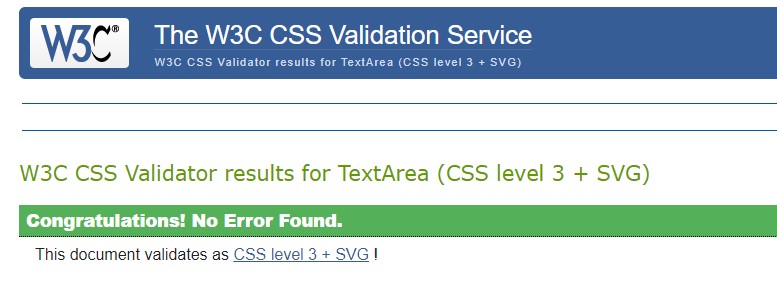 W3C® The W3C CSS Validation Service
W3C CSS Validator results for TextArea (CSS level 3 + SVG)
W3C CSS Validator results for TextArea (CSS level 3 + SVG)
Congratulations! No Error Found.
This document validates as CSS level 3 + SVG !